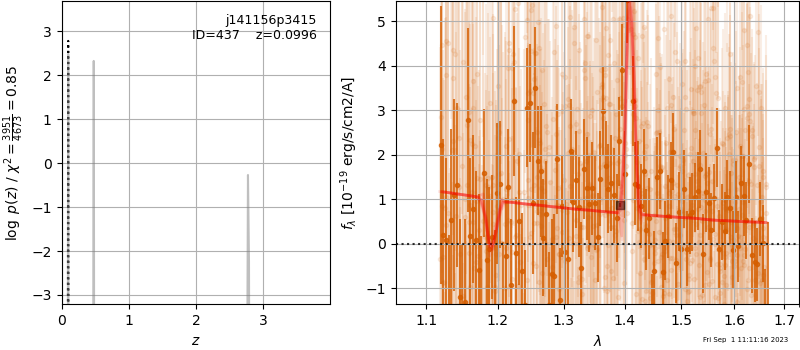 j141156p3415
ID=437 z=0.0996
log p(z) / χ² = 3951/4673 = 0.85
3
2
1
0
−1
−2
−3
0 1 2 3
z
f_λ [10⁻¹⁹ erg/s/cm2/A]
5
4
3
2
1
0
−1
1.1 1.2 1.3 1.4 1.5 1.6 1.7
λ
Fri Sep 1 11:11:16 2023